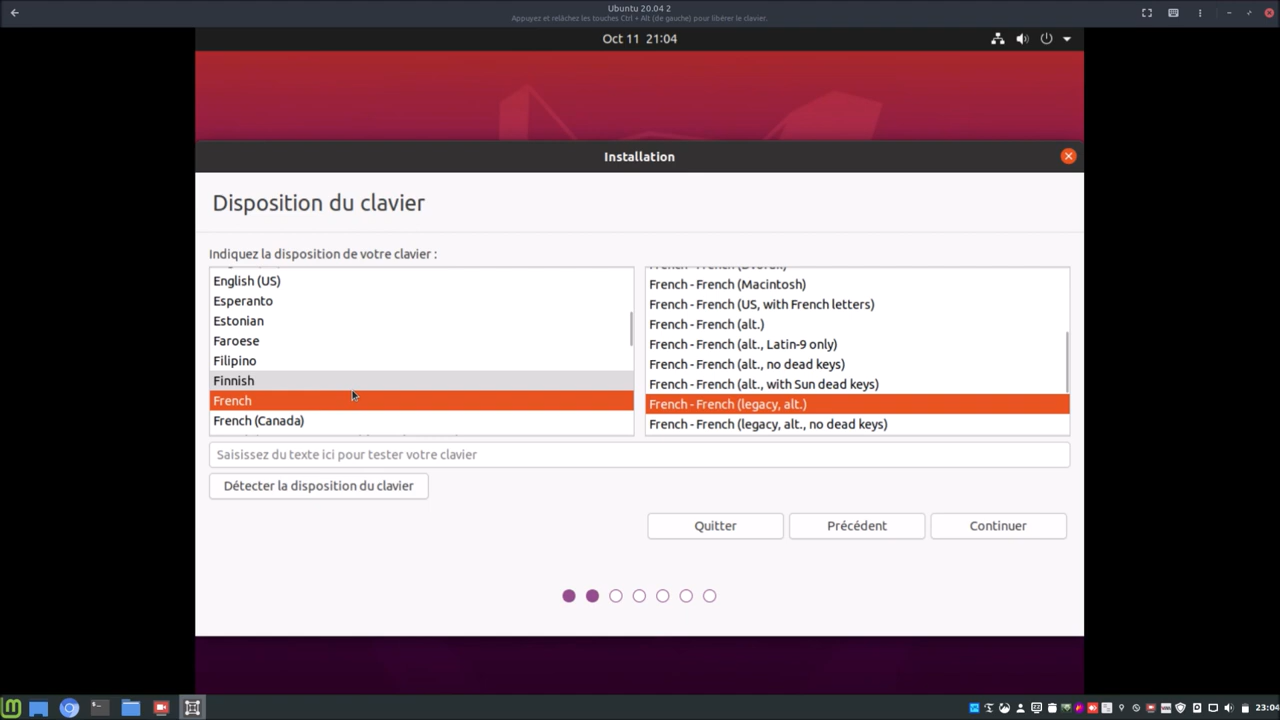 Ubuntu 20.04 2
Appuyez et relâchez les touches Ctrl + Alt (de gauche) pour libérer le clavier.
Oct 11 21:04
Installation
Disposition du clavier
Indiquez la disposition de votre clavier :
English (US)
Esperanto
Estonian
Faroese
Filipino
Finnish
French
French (Canada)
French - French (Macintosh)
French - French (US, with French letters)
French - French (alt.)
French - French (alt., Latin-9 only)
French - French (alt., no dead keys)
French - French (alt., with Sun dead keys)
French - French (legacy, alt.)
French - French (legacy, alt., no dead keys)
Saisissez du texte ici pour tester votre clavier
Détecter la disposition du clavier
Quitter
Précédent
Continuer
23:04